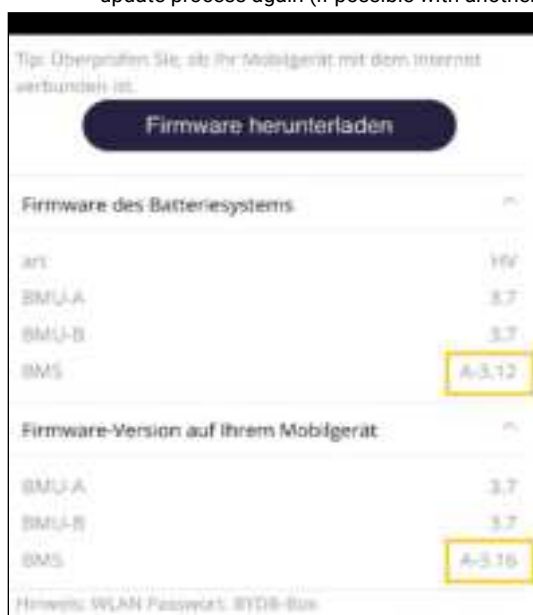 update process again (if possible with another
Tip: Überprüfen Sie, ob Ihr Mobilgerät mit dem Internet
verbunden ist.
Firmware herunterladen
Firmware des Batteriesystems
art HV
BMU-A 3.7
BMU-B 3.7
BMS A-3.12
Firmware-Version auf Ihrem Mobilgerät
BMU-A 3.7
BMU-B 3.7
BMS A-3.16
Hinweis: WLAN Passwort: BYDB-Box